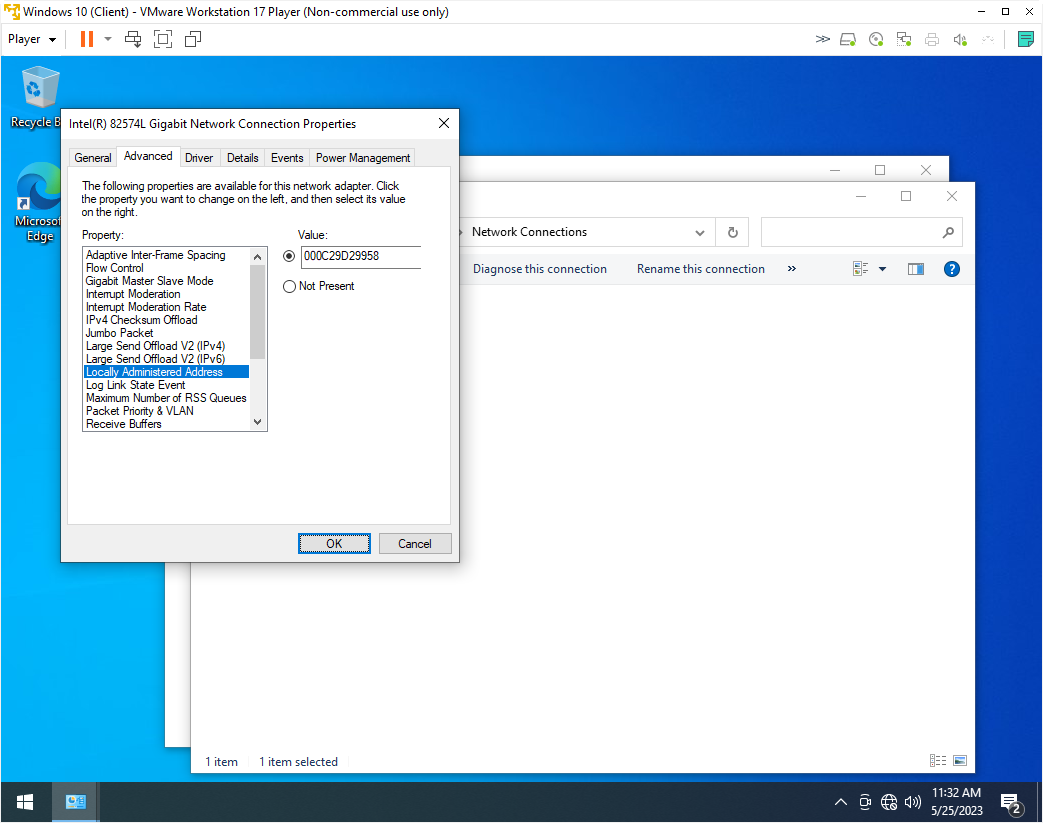 Windows 10 (Client) - VMware Workstation 17 Player (Non-commercial use only)
Player
Recycle B
Microsof
Edge
Intel(R) 82574L Gigabit Network Connection Properties
General Advanced Driver Details Events Power Management
The following properties are available for this network adapter. Click
the property you want to change on the left, and then select its value
on the right.
Property:
Adaptive Inter-Frame Spacing
Flow Control
Gigabit Master Slave Mode
Interrupt Moderation
Interrupt Moderation Rate
IPv4 Checksum Offload
Jumbo Packet
Large Send Offload V2 (IPv4)
Large Send Offload V2 (IPv6)
Locally Administered Address
Log Link State Event
Maximum Number of RSS Queues
Packet Priority & VLAN
Receive Buffers
Value:
000C29D29958
Not Present
OK Cancel
Network Connections
Diagnose this connection Rename this connection »
1 item 1 item selected
11:32 AM
5/25/2023
2